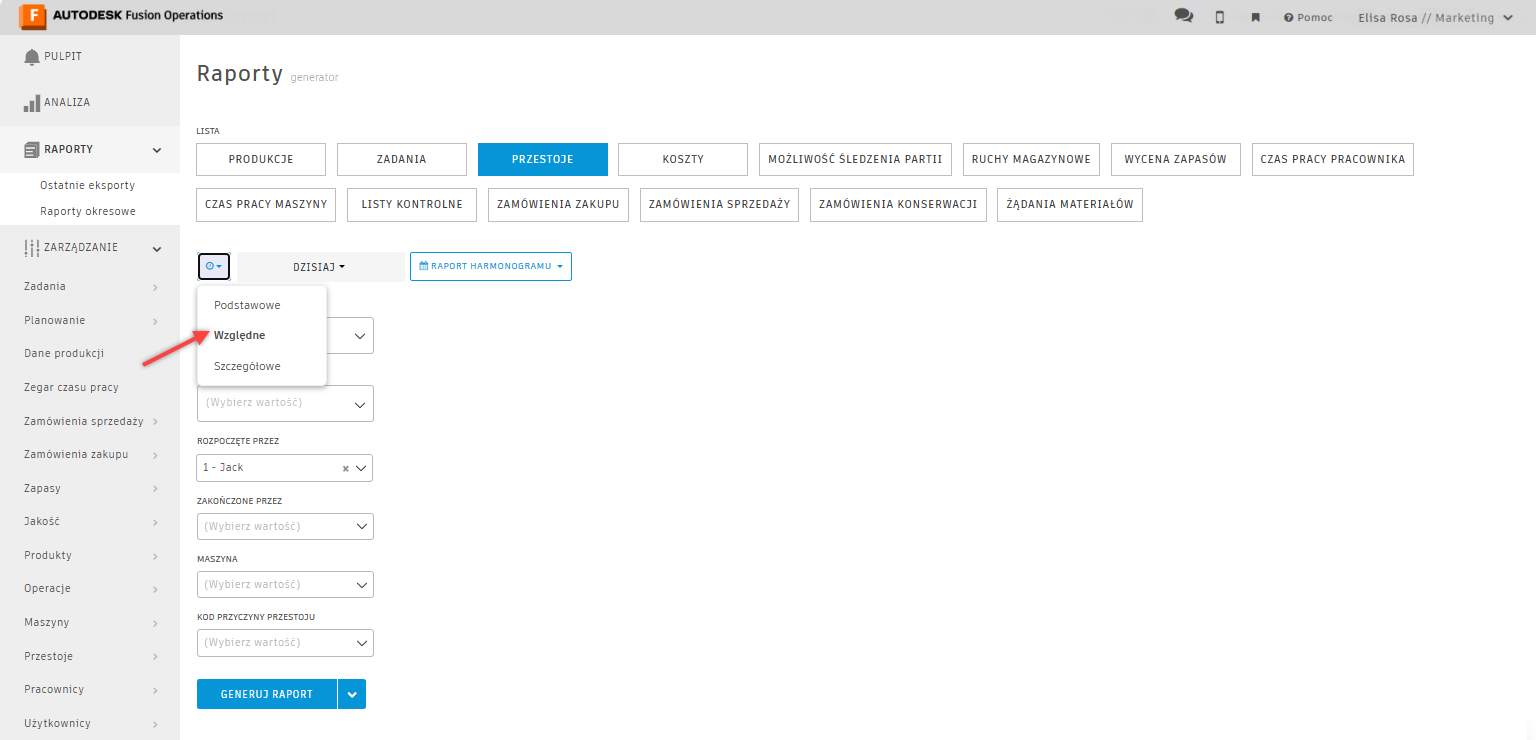 AUTODESK Fusion Operations
Pomoc
Elisa Rosa // Marketing
PULPIT
ANALIZA
RAPORTY
Ostatnie eksporty
Raporty okresowe
ZARZĄDZANIE
Zadania
Planowanie
Dane produkcji
Zegar czasu pracy
Zamówienia sprzedaży
Zamówienia zakupu
Zapasy
Jakość
Produkty
Operacje
Maszyny
Przestoje
Pracownicy
Użytkownicy
Raporty generator
LISTA
PRODUKCJE
ZADANIA
PRZESTOJE
KOSZTY
MOŻLIWOŚĆ ŚLEDZENIA PARTII
RUCHY MAGAZYNOWE
WYCENA ZAPASÓW
CZAS PRACY PRACOWNIKA
CZAS PRACY MASZYNY
LISTY KONTROLNE
ZAMÓWIENIA ZAKUPU
ZAMÓWIENIA SPRZEDAŻY
ZAMÓWIENIA KONSERWACJI
ŻĄDANIA MATERIAŁÓW
DZISIAJ
RAPORT HARMONOGRAMU
Podstawowe
Względne
Szczegółowe
(Wybierz wartość)
ROZPOCZĘTE PRZEZ
1 - Jack
ZAKOŃCZONE PRZEZ
(Wybierz wartość)
MASZYNA
(Wybierz wartość)
KOD PRZYCZYNY PRZESTOJU
(Wybierz wartość)
GENERUJ RAPORT